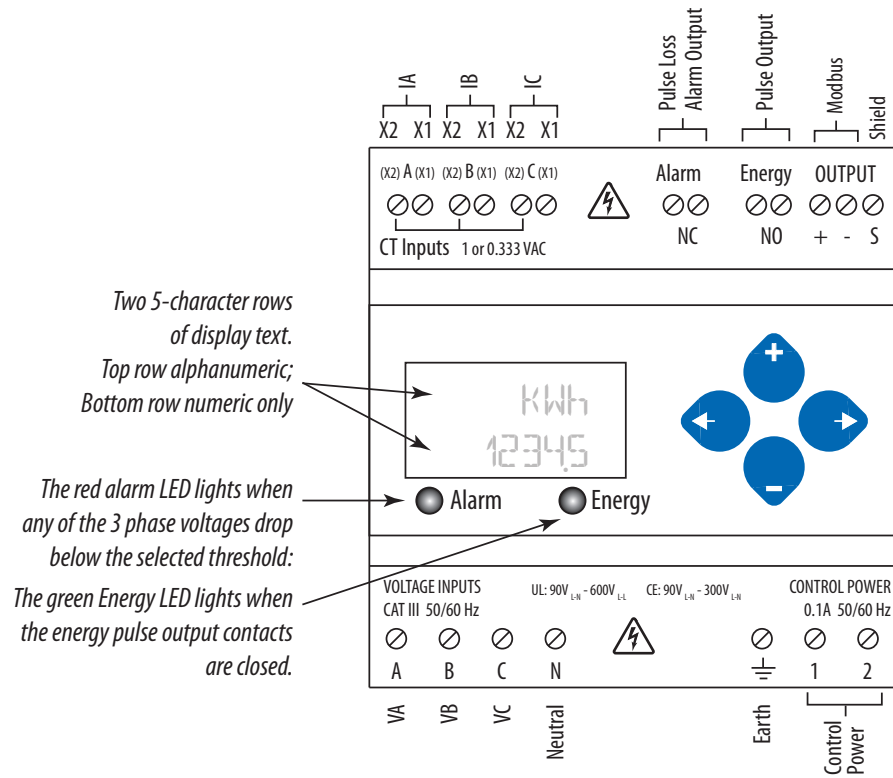 IA IB IC Pulse Loss Alarm Output Pulse Output Modbus Shield
X2 X1 X2 X1 X2 X1
(X2) A (X1) (X2) B (X1) (X2) C (X1) Alarm Energy OUTPUT
NC NO + - S
CT Inputs 1 or 0.333 VAC
Two 5-character rows
of display text.
Top row alphanumeric;
Bottom row numeric only
KWh
1234.5
+
-
The red alarm LED lights when
any of the 3 phase voltages drop
below the selected threshold:
Alarm Energy
The green Energy LED lights when
the energy pulse output contacts
are closed.
VOLTAGE INPUTS UL: 90V L-N - 600V L-L CE: 90V L-N - 300V L-N CONTROL POWER
CAT III 50/60 Hz 0.1A 50/60 Hz
A B C N 1 2
VA VB VC Neutral Earth Control Power